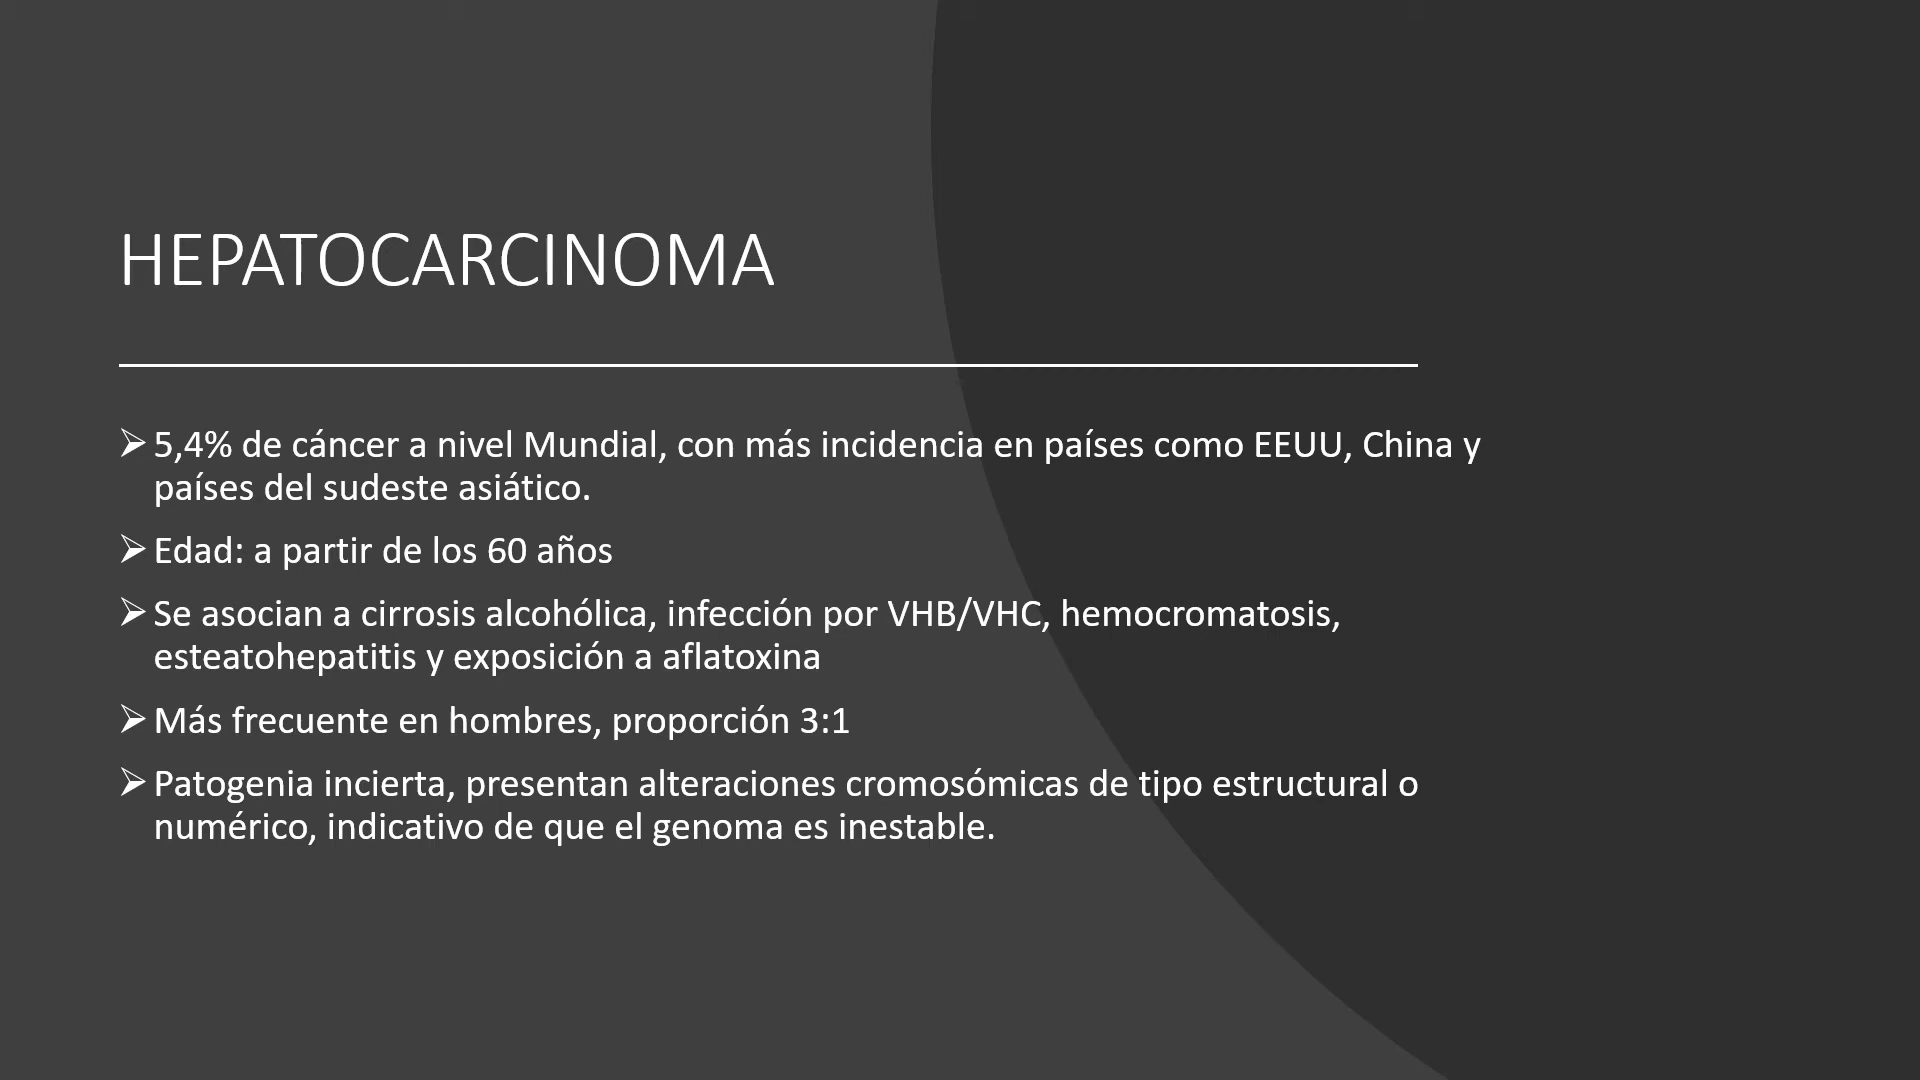 HEPATOCARCINOMA
➢5,4% de cáncer a nivel Mundial, con más incidencia en países como EEUU, China y
países del sudeste asiático.
➢Edad: a partir de los 60 años
➢Se asocian a cirrosis alcohólica, infección por VHB/VHC, hemocromatosis,
esteatohepatitis y exposición a aflatoxina
➢Más frecuente en hombres, proporción 3:1
➢Patogenia incierta, presentan alteraciones cromosómicas de tipo estructural o
numérico, indicativo de que el genoma es inestable.